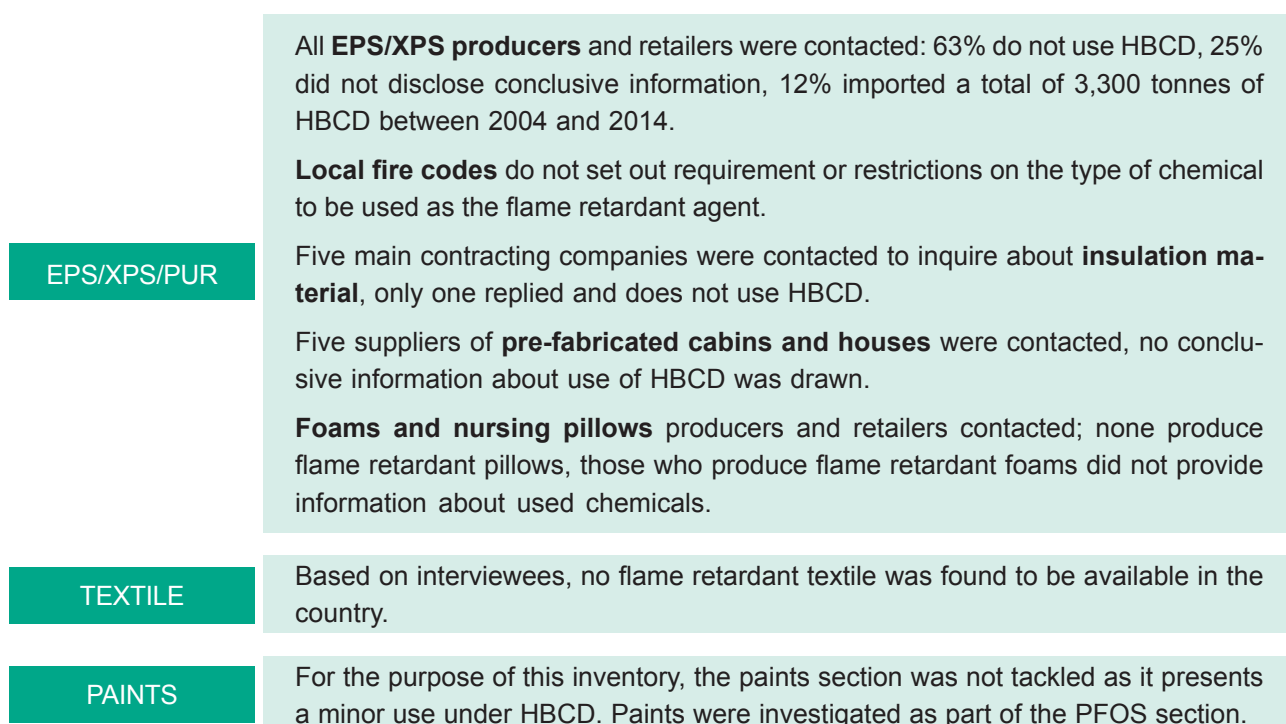 All EPS/XPS producers and retailers were contacted: 63% do not use HBCD, 25%
did not disclose conclusive information, 12% imported a total of 3,300 tonnes of
HBCD between 2004 and 2014.
Local fire codes do not set out requirement or restrictions on the type of chemical
to be used as the flame retardant agent.
EPS/XPS/PUR
Five main contracting companies were contacted to inquire about insulation ma-
terial, only one replied and does not use HBCD.
Five suppliers of pre-fabricated cabins and houses were contacted, no conclu-
sive information about use of HBCD was drawn.
Foams and nursing pillows producers and retailers contacted; none produce
flame retardant pillows, those who produce flame retardant foams did not provide
information about used chemicals.
TEXTILE
Based on interviewees, no flame retardant textile was found to be available in the
country.
PAINTS
For the purpose of this inventory, the paints section was not tackled as it presents
a minor use under HBCD. Paints were investigated as part of the PFOS section.